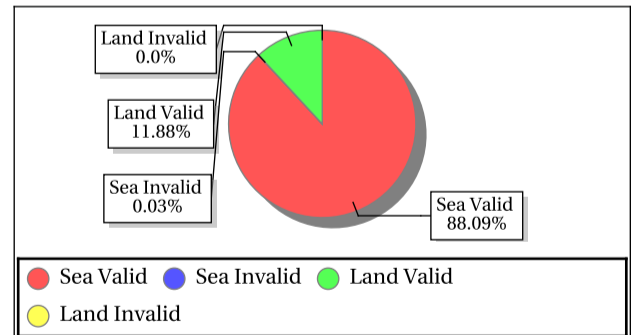 Land Invalid
0.0%
Land Valid
11.88%
Sea Invalid
0.03%
Sea Valid
88.09%
Sea Valid Sea Invalid Land Valid
Land Invalid